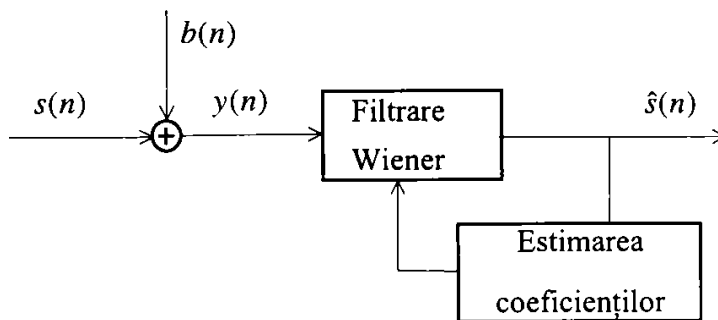 b(n)
s(n)
y(n)
Filtrare
Wiener
ŝ(n)
Estimarea
coeficienților